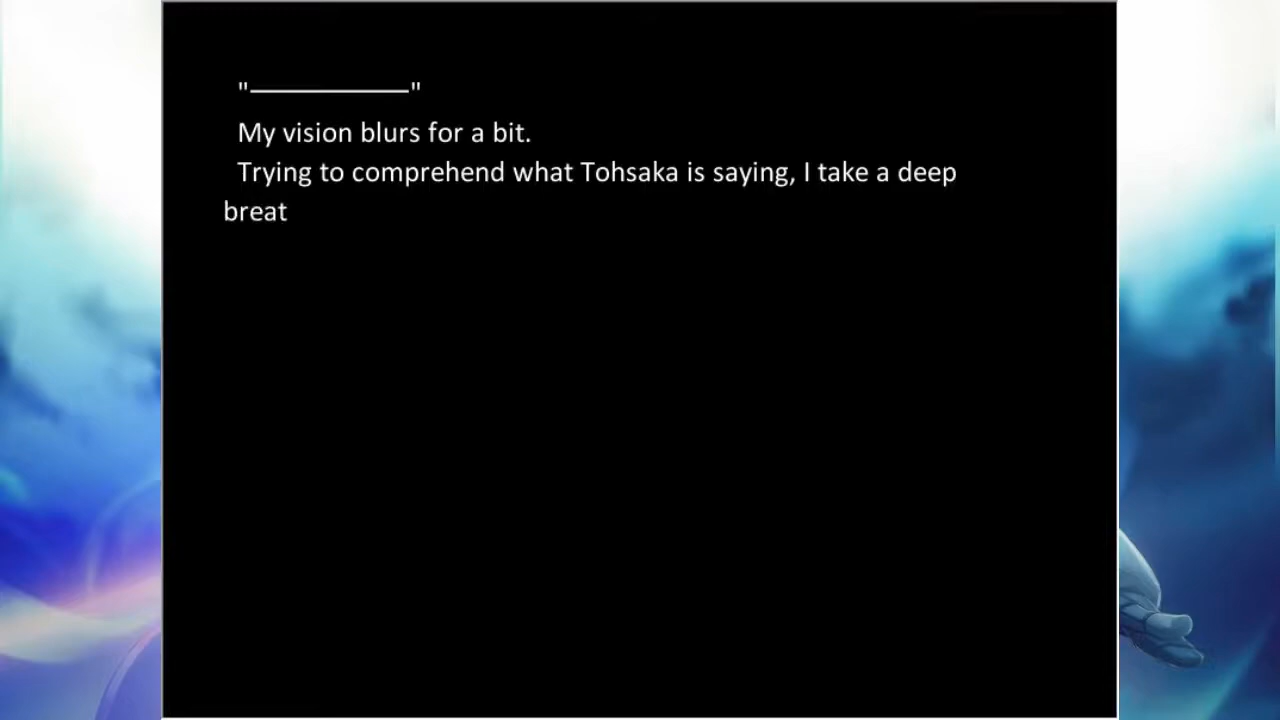 "──────────"
My vision blurs for a bit.
Trying to comprehend what Tohsaka is saying, I take a deep
breat